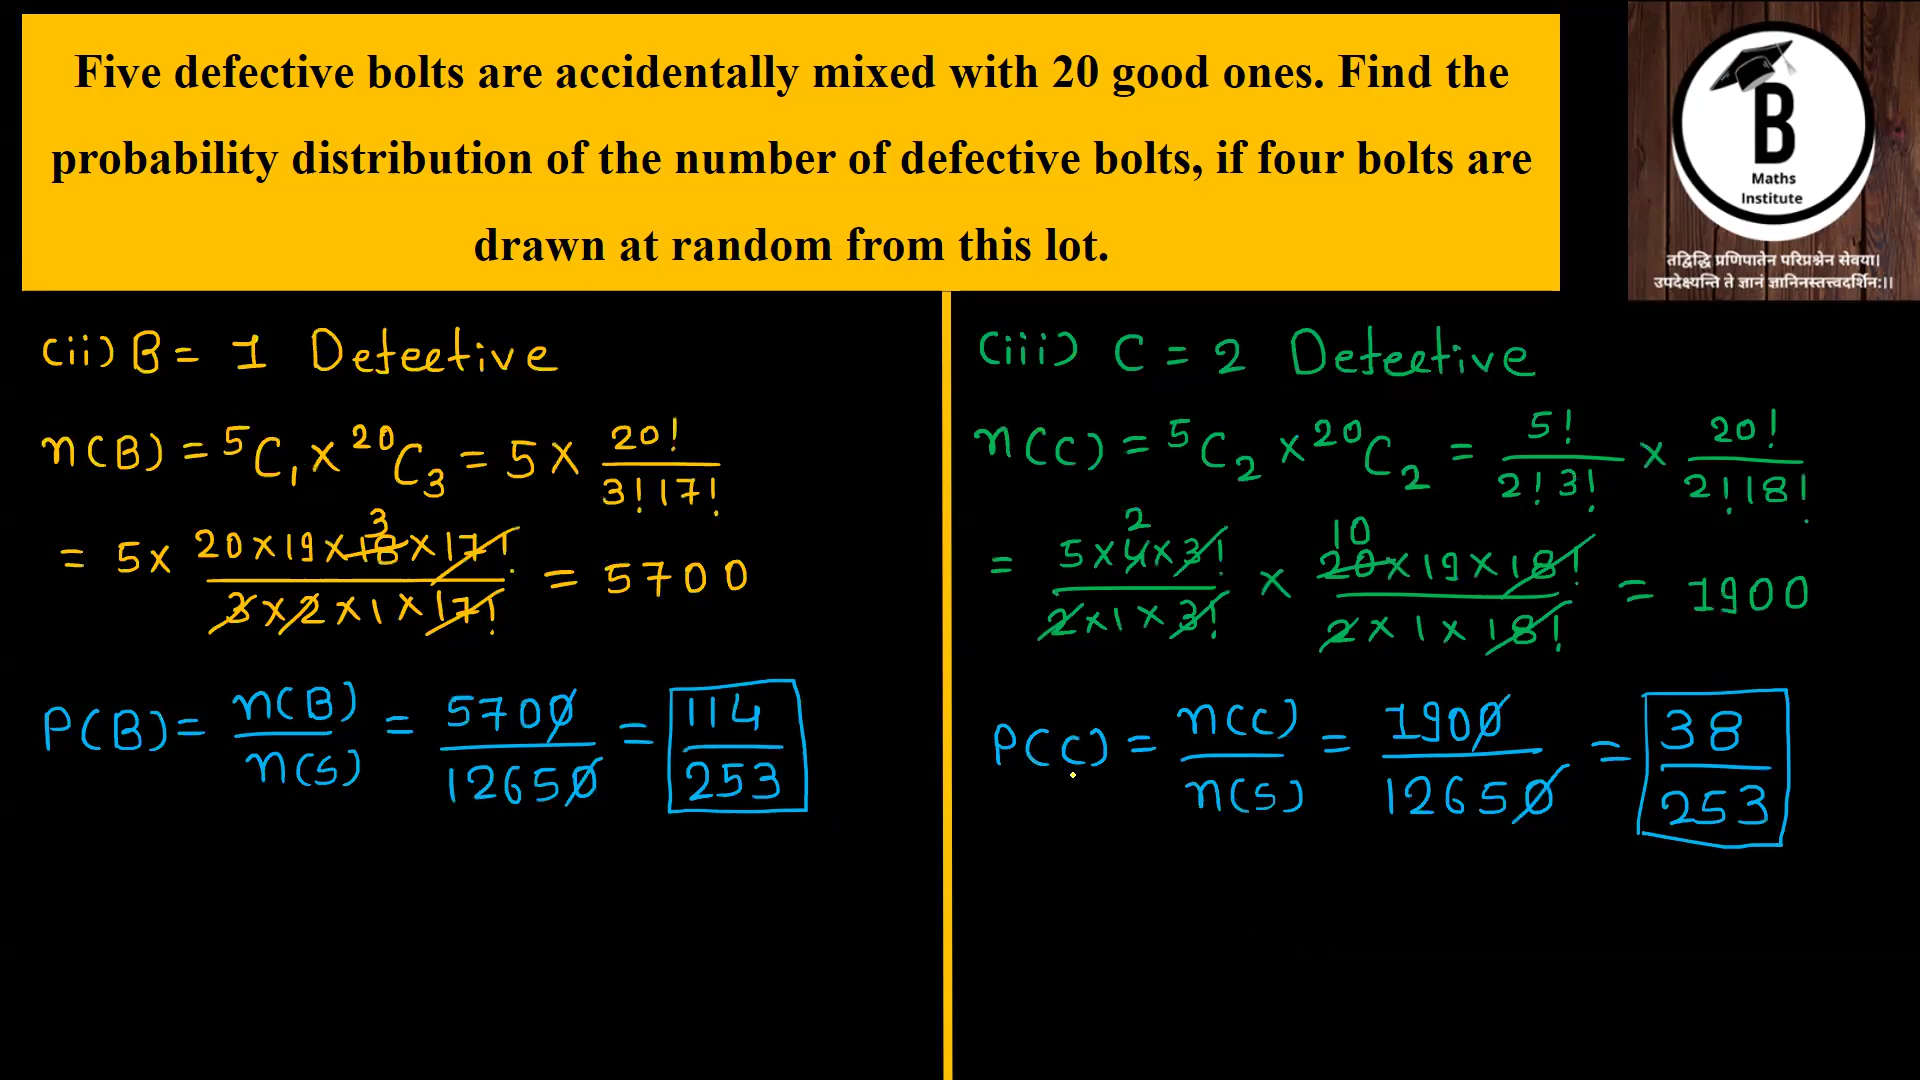 Five defective bolts are accidentally mixed with 20 good ones. Find the
probability distribution of the number of defective bolts, if four bolts are
drawn at random from this lot.
B
Maths
Institute
तद्विद्धि प्रणिपातेन परिप्रश्नेन सेवया।
उपदेक्ष्यन्ति ते ज्ञानं ज्ञानिनस्तत्त्वदर्शिन:।।
(ii) B = 1 Defective
n(B) = ⁵C₁ × ²⁰C₃ = 5 × 20! / 3! 17!
= 5 × 20 × 19 × 18 3 × 17! / 3 × 2 × 1 × 17! = 5700
P(B) = n(B) / n(s) = 5700 / 12650 = 114 / 253
(iii) C = 2 Defective
n(C) = ⁵C₂ × ²⁰C₂ = 5! / 2! 3! × 20! / 2! 18!
= 5 × 4 2 × 3! / 2 × 1 × 3! × 20 10 × 19 × 18! / 2 × 1 × 18! = 1900
P(C) = n(C) / n(s) = 1900 / 12650 = 38 / 253